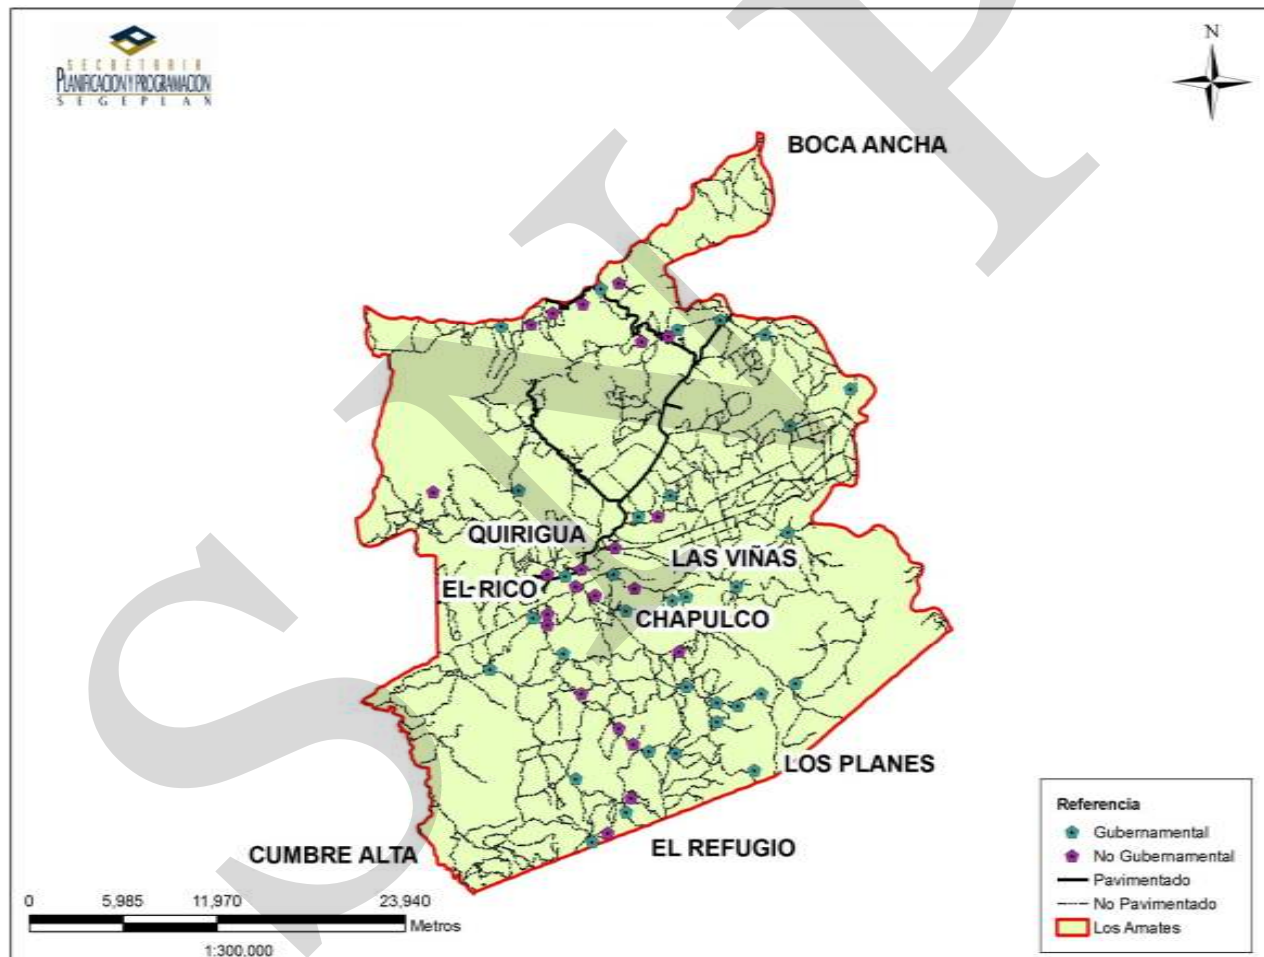 SECRETARIA
PLANIFICACION Y PROGRAMACION
SEGEPLAN
N
BOCA ANCHA
QUIRIGUA
LAS VIÑAS
EL RICO
CHAPULCO
LOS PLANES
EL REFUGIO
CUMBRE ALTA
0 5,985 11,970 23,940
Metros
1:300,000
Referencia
Gubernamental
No Gubernamental
Pavimentado
No Pavimentado
Los Amates